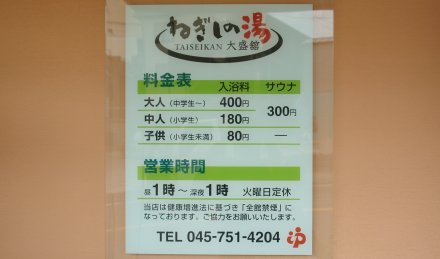 ねぎしの湯
TAISEIKAN 大盛舘
料金表 入浴料 サウナ
大人（中学生〜） 400円 300円
中人（小学生） 180円
子供（小学生未満） 80円 ―
営業時間
昼1時〜深夜1時 火曜日定休
当店は健康増進法に基づき「全館禁煙」に
なっております。ご協力をお願いいたします。
TEL 045-751-4204